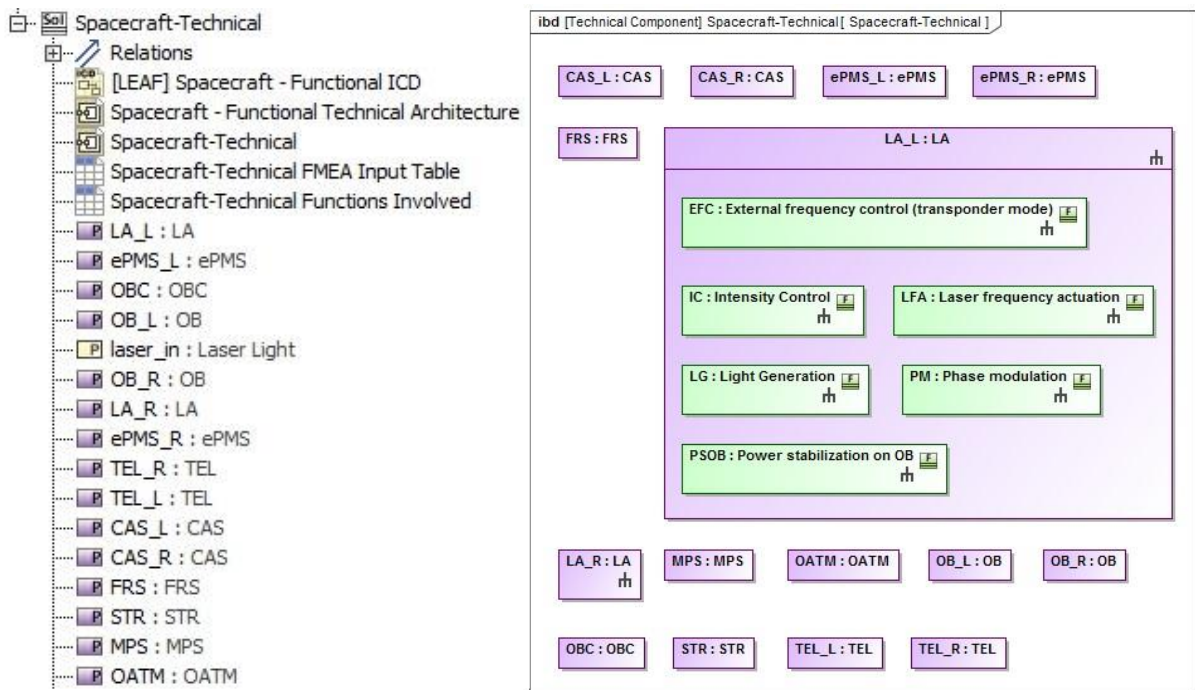 Sol Spacecraft-Technical
Relations
ICD [LEAF] Spacecraft - Functional ICD
Spacecraft - Functional Technical Architecture
Spacecraft-Technical
Spacecraft-Technical FMEA Input Table
Spacecraft-Technical Functions Involved
P LA_L : LA
P ePMS_L : ePMS
P OBC : OBC
P OB_L : OB
P laser_in : Laser Light
P OB_R : OB
P LA_R : LA
P ePMS_R : ePMS
P TEL_R : TEL
P TEL_L : TEL
P CAS_L : CAS
P CAS_R : CAS
P FRS : FRS
P STR : STR
P MPS : MPS
P OATM : OATM
ibd [Technical Component] Spacecraft-Technical[ Spacecraft-Technical ]
CAS_L : CAS
CAS_R : CAS
ePMS_L : ePMS
ePMS_R : ePMS
FRS : FRS
LA_L : LA
EFC : External frequency control (transponder mode) F
IC : Intensity Control F
LFA : Laser frequency actuation F
LG : Light Generation F
PM : Phase modulation F
PSOB : Power stabilization on OB F
LA_R : LA
MPS : MPS
OATM : OATM
OB_L : OB
OB_R : OB
OBC : OBC
STR : STR
TEL_L : TEL
TEL_R : TEL